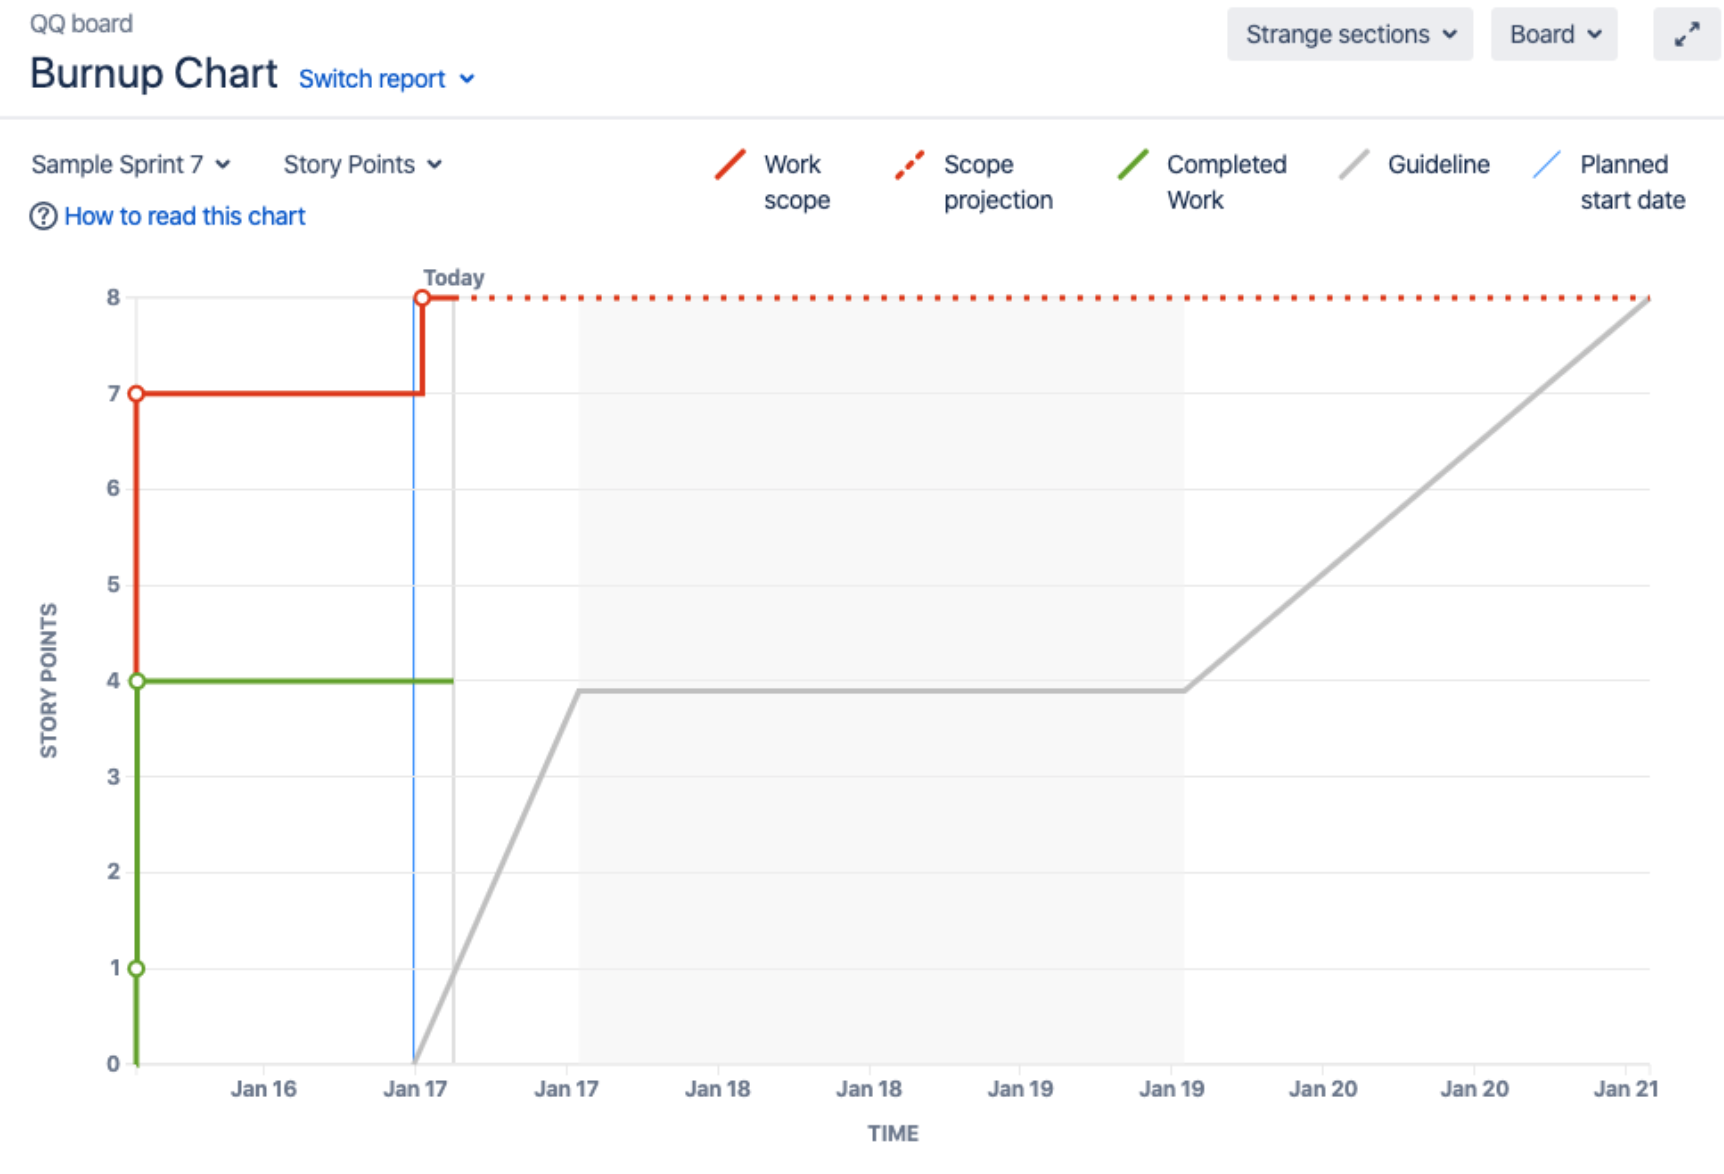 QQ board
Burnup Chart
Switch report
Strange sections
Board
Sample Sprint 7
Story Points
How to read this chart
Work
scope
Scope
projection
Completed
Work
Guideline
Planned
start date
Today
8
7
6
5
4
3
2
1
0
STORY POINTS
Jan 16
Jan 17
Jan 17
Jan 18
Jan 18
Jan 19
Jan 19
Jan 20
Jan 20
Jan 21
TIME